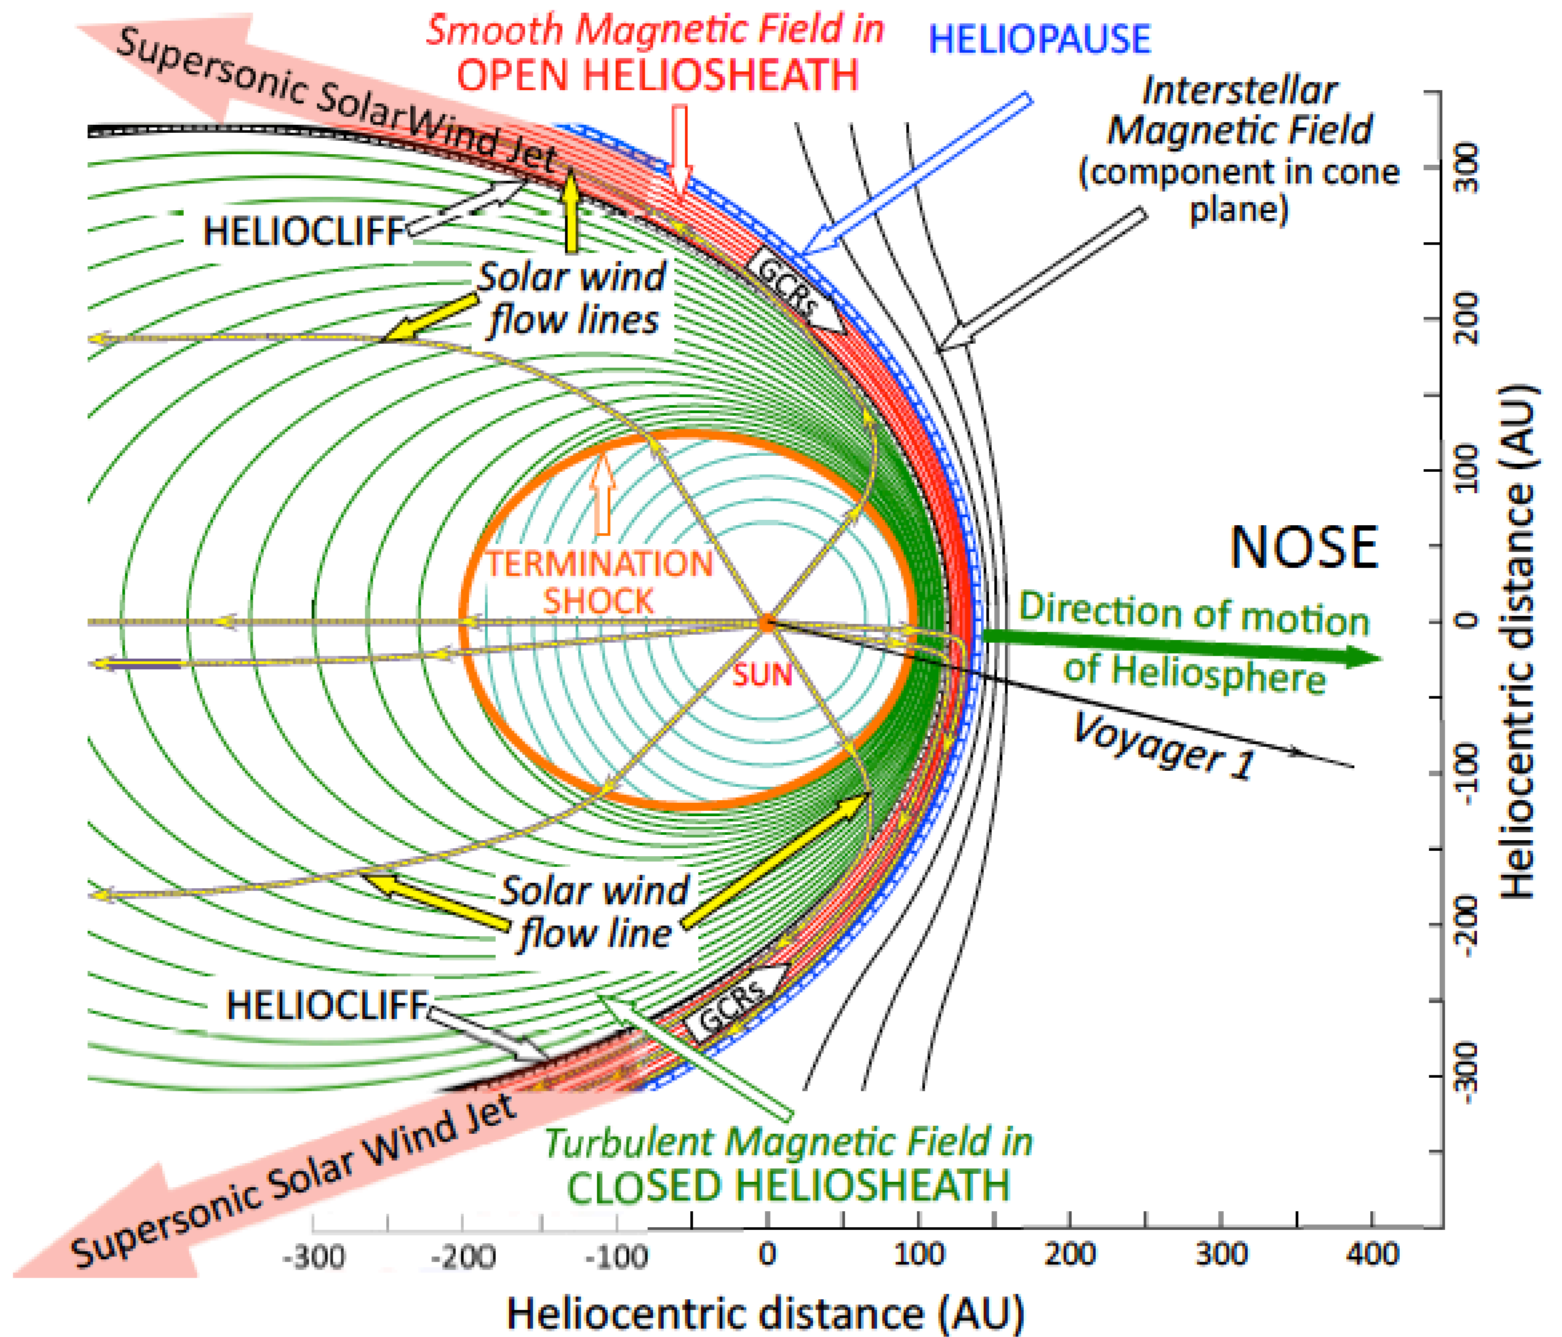 Supersonic SolarWind Jet
Smooth Magnetic Field in
OPEN HELIOSHEATH
HELIOPAUSE
Interstellar
Magnetic Field
(component in cone
plane)
HELIOCLIFF
Solar wind
flow lines
GCRs
TERMINATION
SHOCK
SUN
NOSE
Direction of motion
of Heliosphere
Voyager 1
Solar wind
flow line
HELIOCLIFF
GCRs
Turbulent Magnetic Field in
CLOSED HELIOSHEATH
Supersonic Solar Wind Jet
300
200
100
0
-100
-200
-300
Heliocentric distance (AU)
-300 -200 -100 0 100 200 300 400
Heliocentric distance (AU)